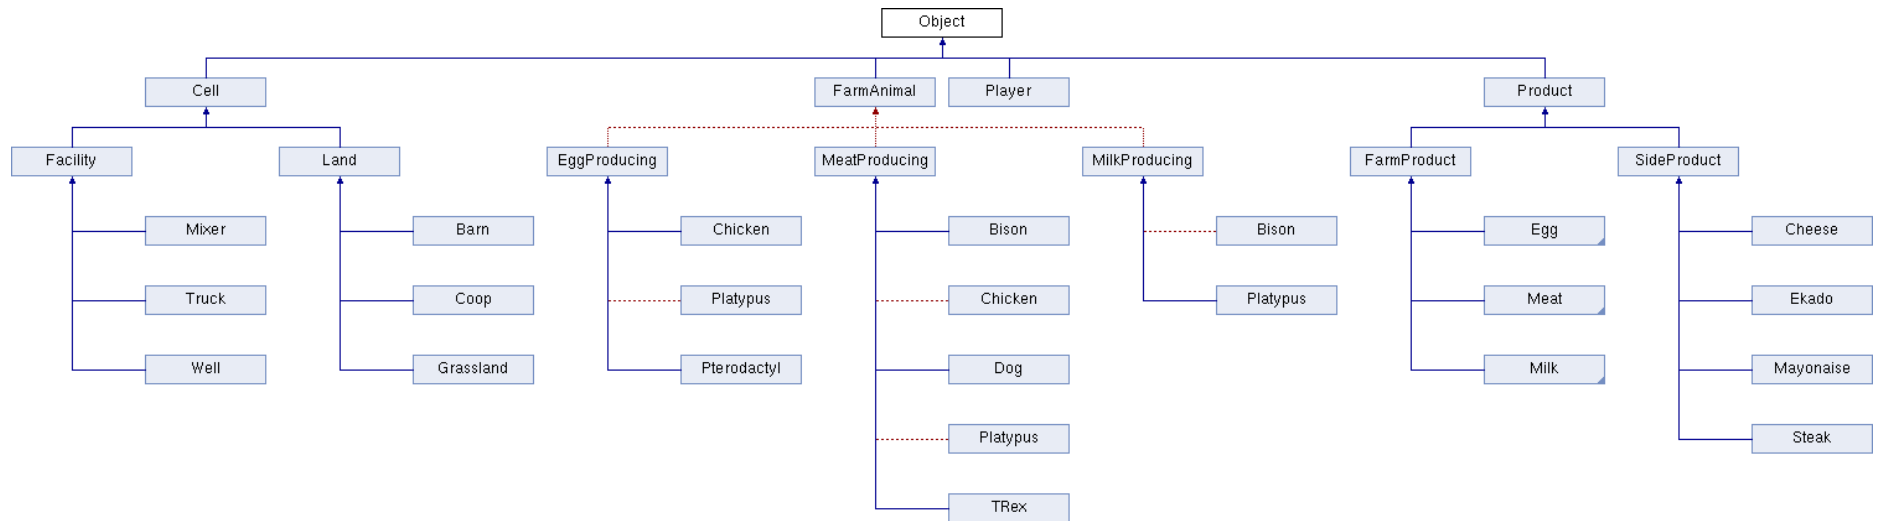 Object
Cell
FarmAnimal
Player
Product
Facility
Land
EggProducing
MeatProducing
MilkProducing
FarmProduct
SideProduct
Mixer
Barn
Chicken
Bison
Bison
Egg
Cheese
Truck
Coop
Platypus
Chicken
Platypus
Meat
Ekado
Well
Grassland
Pterodactyl
Dog
Milk
Mayonaise
Platypus
Steak
TRex